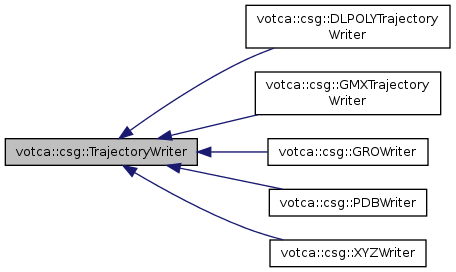 votca::csg::DLPOLYTrajectory
Writer
votca::csg::GMXTrajectory
Writer
votca::csg::TrajectoryWriter
votca::csg::GROWriter
votca::csg::PDBWriter
votca::csg::XYZWriter